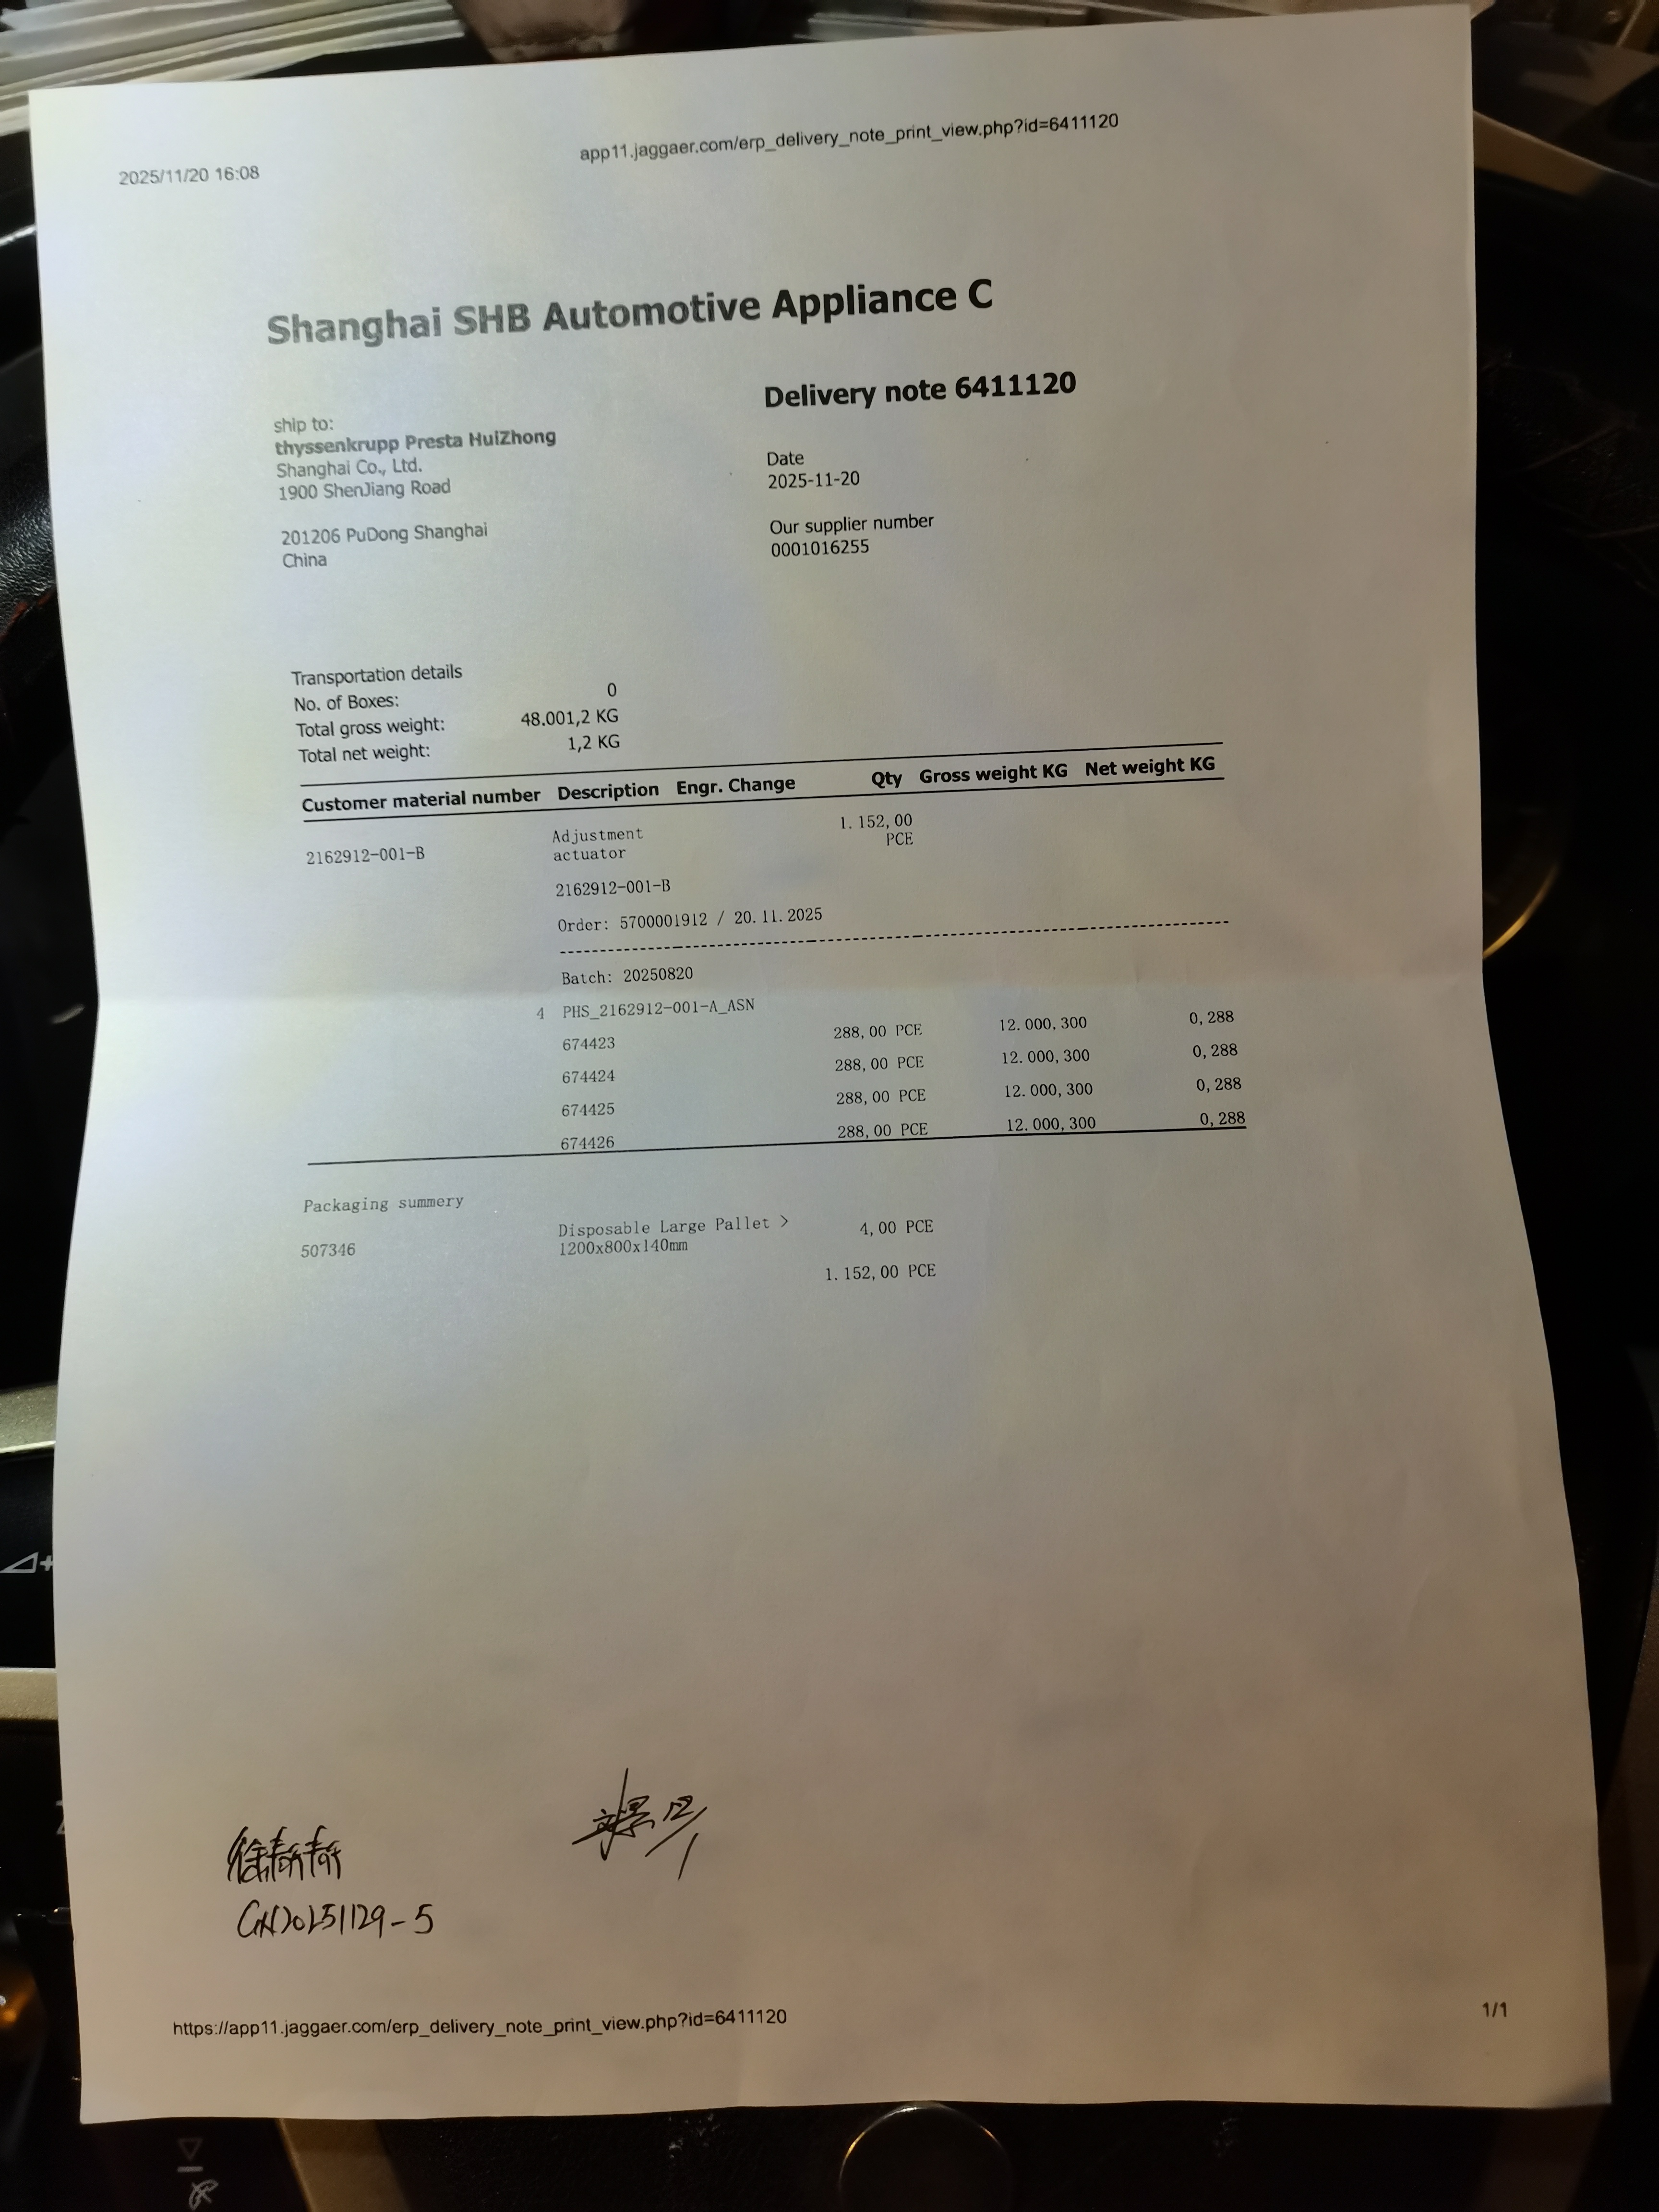 2025/11/20 16:08
app11.jaggaer.com/erp_delivery_note_print_view.php?id=6411120
Shanghai SHB Automotive Appliance C
Delivery note 6411120
ship to:
thyssenkrupp Presta HuiZhong
Shanghai Co., Ltd.
1900 ShenJiang Road
201206 PuDong Shanghai
China
Date
2025-11-20
Our supplier number
0001016255
Transportation details
No. of Boxes: 0
Total gross weight: 48.001,2 KG
Total net weight: 1,2 KG
Customer material number Description Engr. Change Qty Gross weight KG Net weight KG
2162912-001-B Adjustment actuator 1.152,00 PCE
2162912-001-B
Order: 5700001912 / 20.11.2025
Batch: 20250820
4 PHS_2162912-001-A_ASN
674423 288,00 PCE 12.000,300 0,288
674424 288,00 PCE 12.000,300 0,288
674425 288,00 PCE 12.000,300 0,288
674426 288,00 PCE 12.000,300 0,288
Packaging summery
507346 Disposable Large Pallet > 4,00 PCE
1200x800x140mm
1.152,00 PCE
徐静静
https://app11.jaggaer.com/erp_delivery_note_print_view.php?id=6411120
1/1